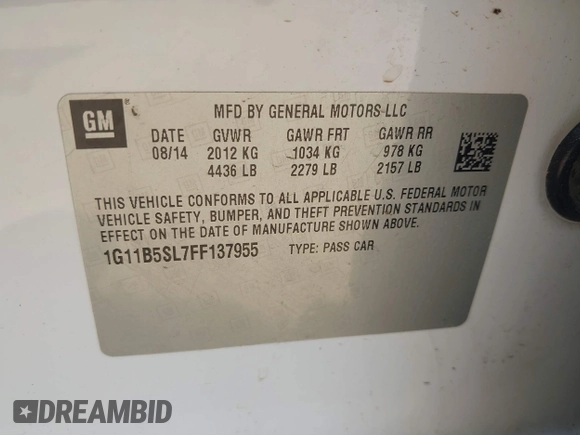 GM
MFD BY GENERAL MOTORS LLC
DATE GVWR GAWR FRT GAWR RR
08/14 2012 KG 1034 KG 978 KG
4436 LB 2279 LB 2157 LB
THIS VEHICLE CONFORMS TO ALL APPLICABLE U.S. FEDERAL MOTOR
VEHICLE SAFETY, BUMPER, AND THEFT PREVENTION STANDARDS IN
EFFECT ON THE DATE OF MANUFACTURE SHOWN ABOVE.
1G11B5SL7FF137955 TYPE: PASS CAR
DREAMBID